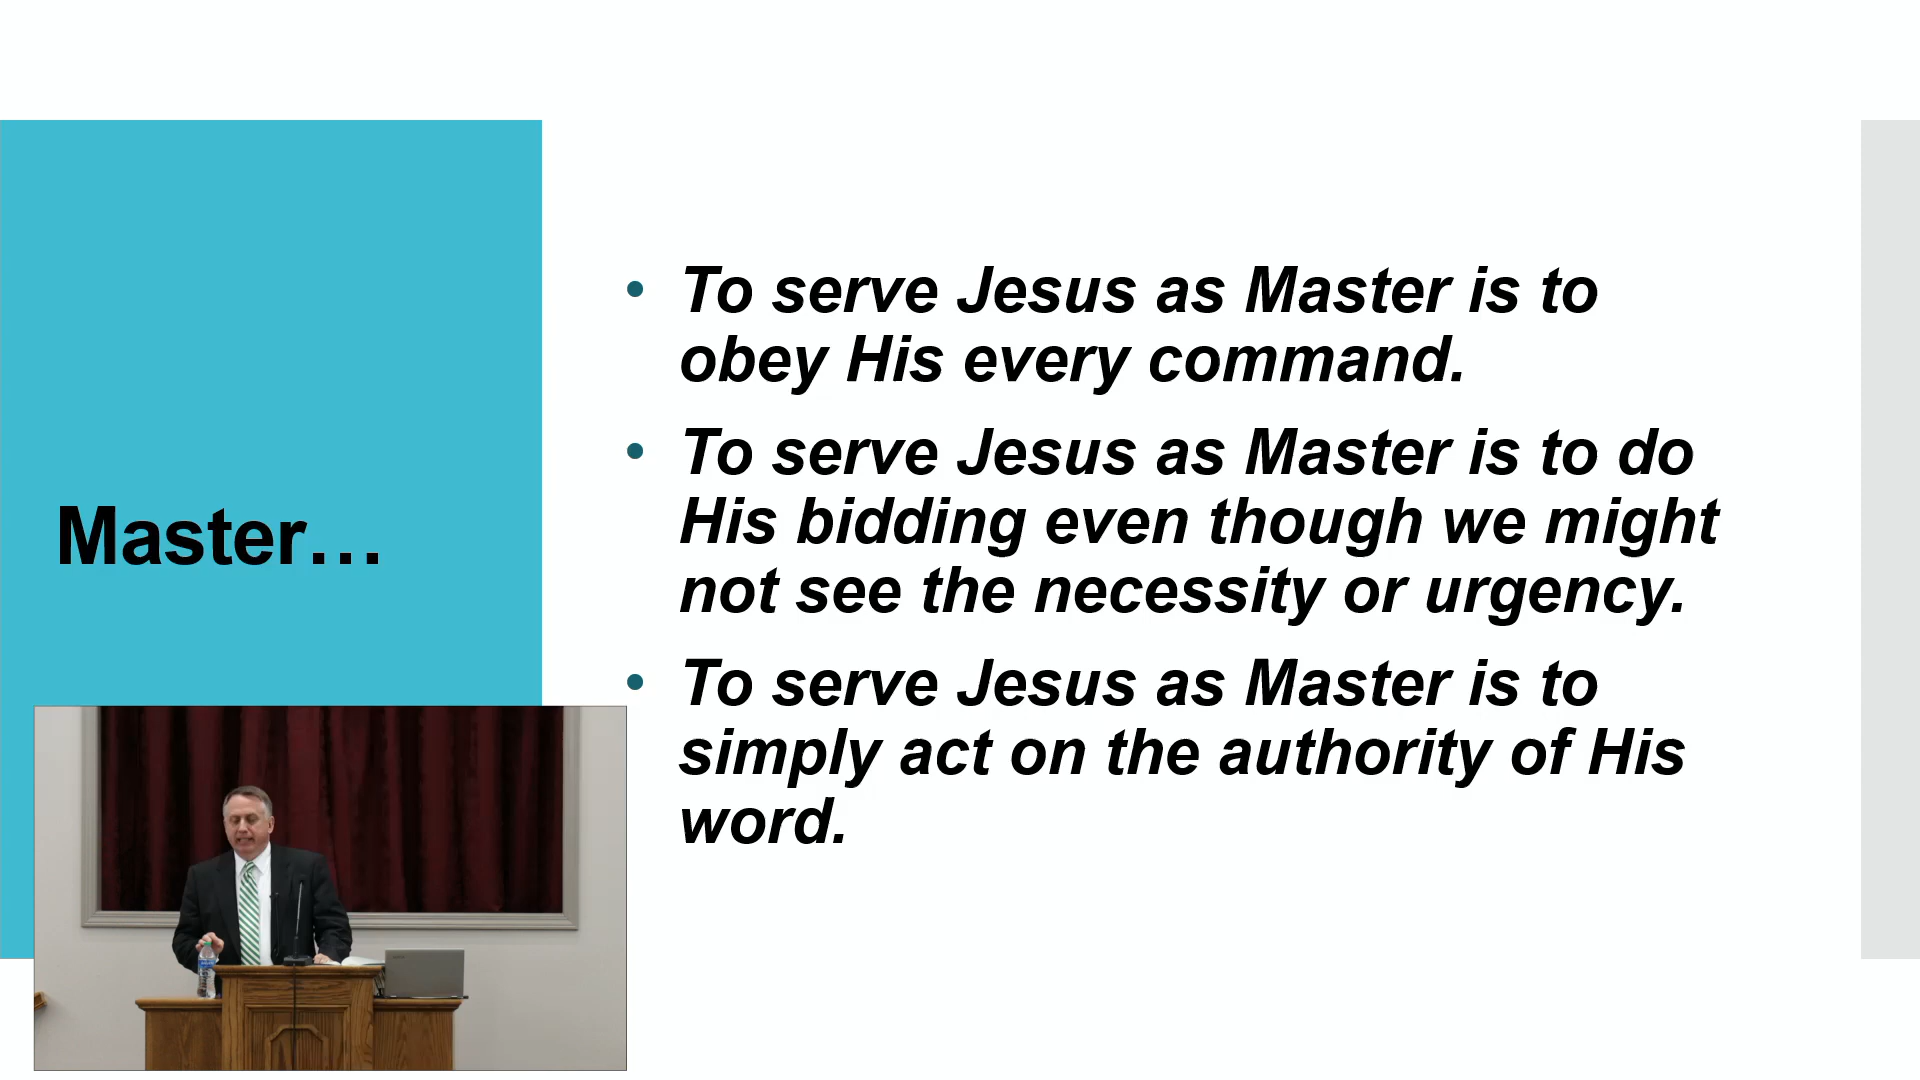 Master…
• To serve Jesus as Master is to
obey His every command.
• To serve Jesus as Master is to do
His bidding even though we might
not see the necessity or urgency.
• To serve Jesus as Master is to
simply act on the authority of His
word.